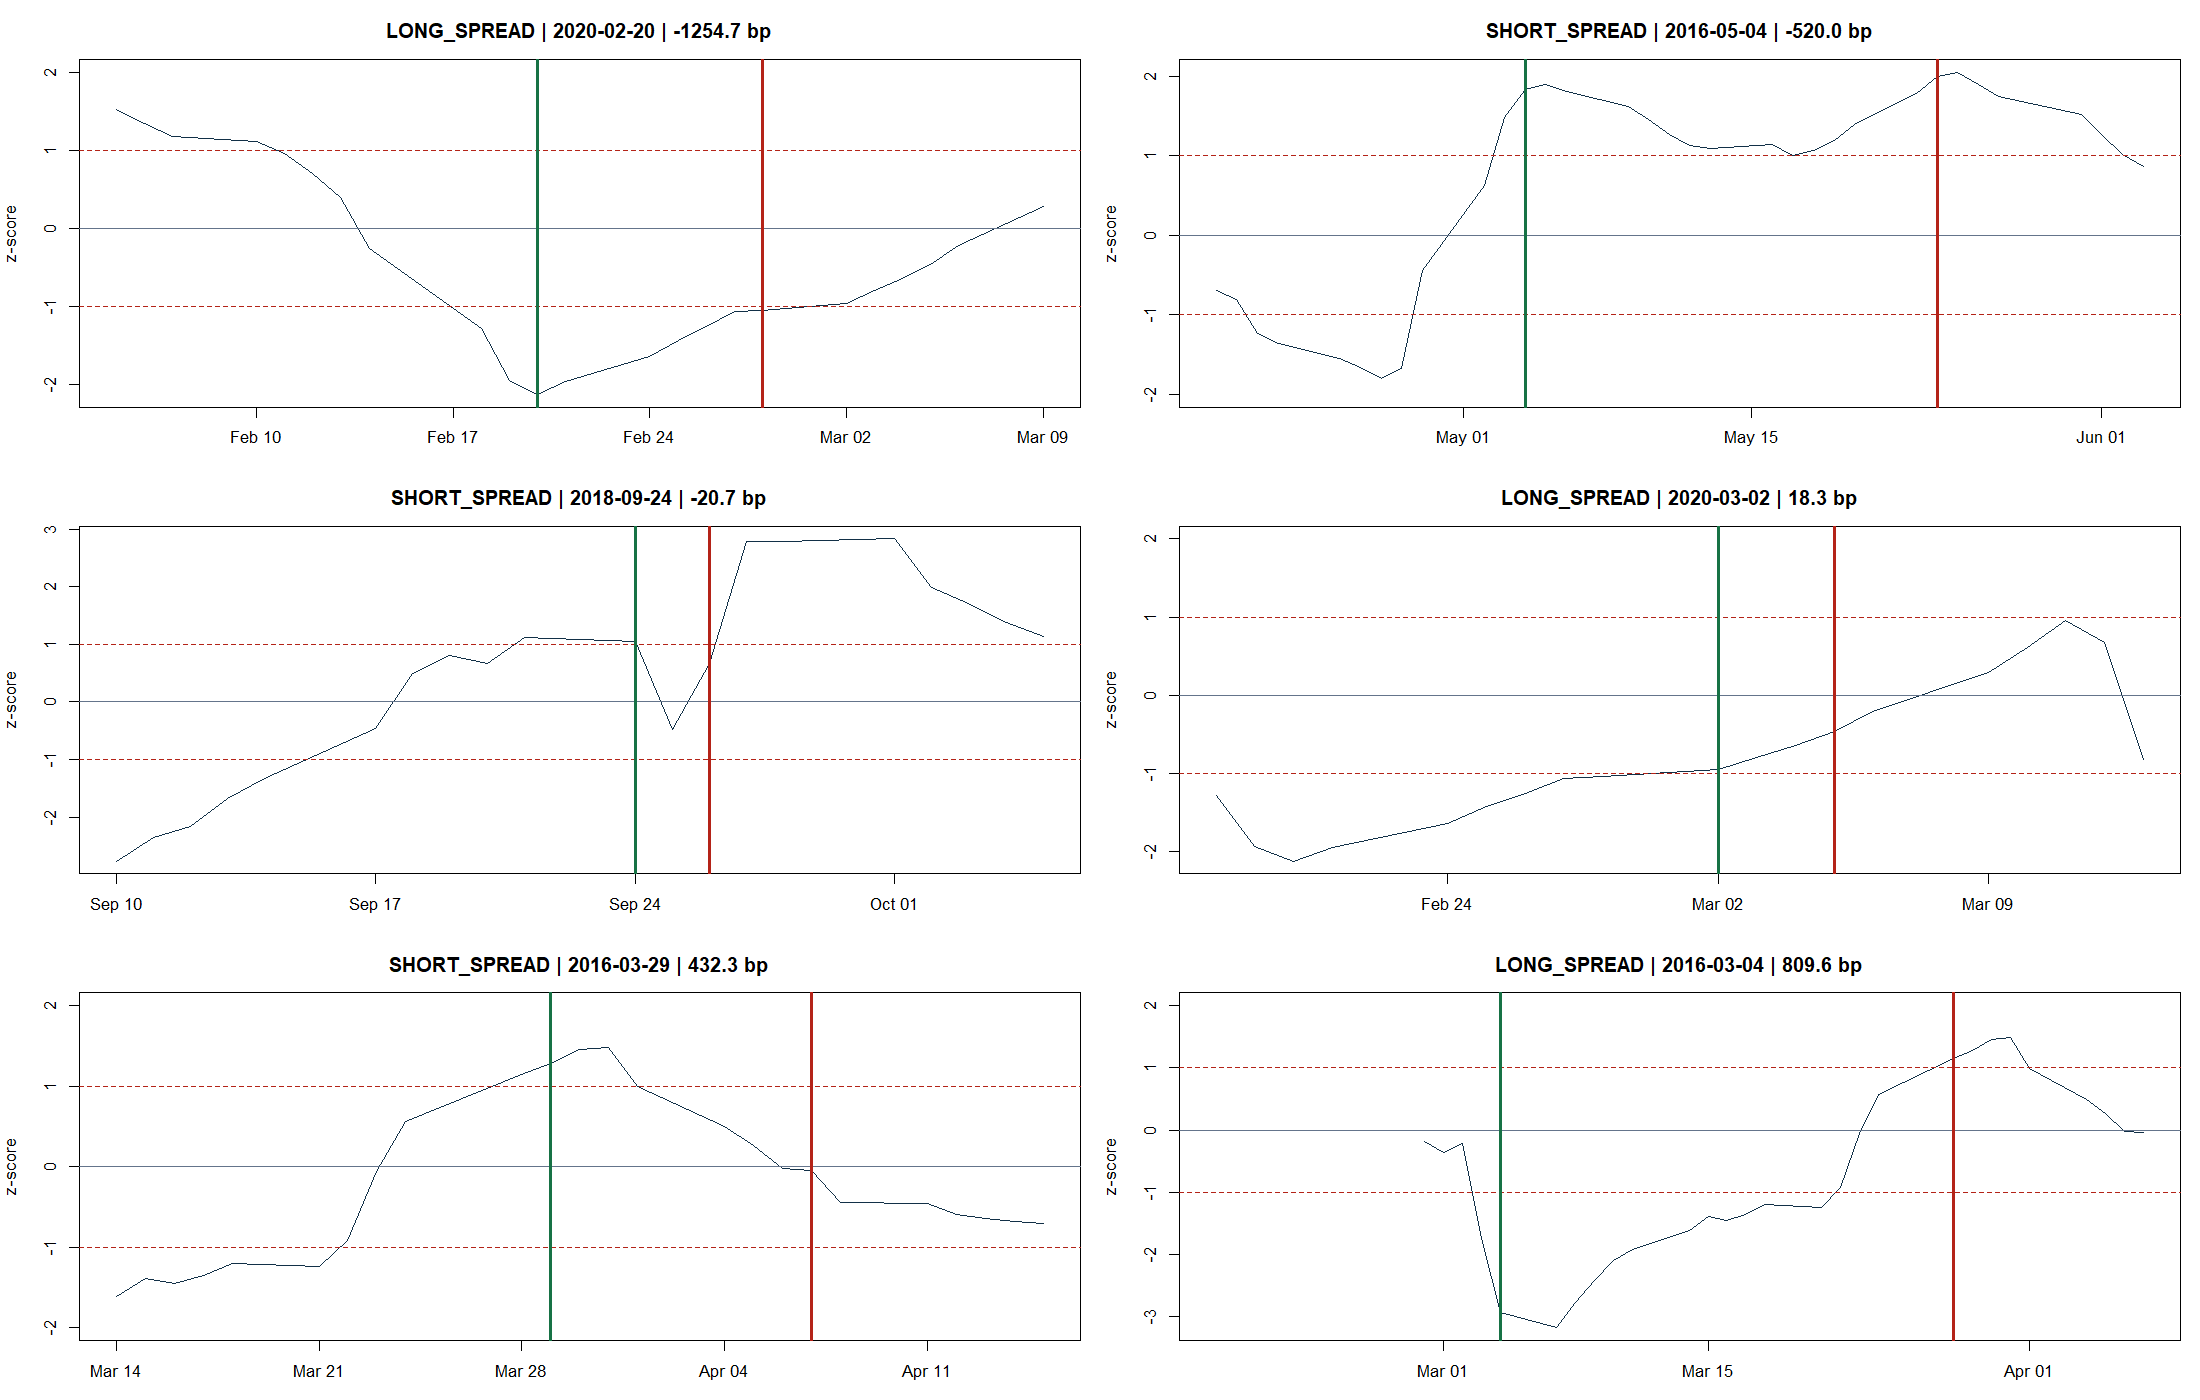 LONG_SPREAD | 2020-02-20 | -1254.7 bp
z-score
2
1
0
-1
-2
Feb 10 Feb 17 Feb 24 Mar 02 Mar 09
SHORT_SPREAD | 2016-05-04 | -520.0 bp
z-score
2
1
0
-1
-2
May 01 May 15 Jun 01
SHORT_SPREAD | 2018-09-24 | -20.7 bp
z-score
3
2
1
0
-1
-2
Sep 10 Sep 17 Sep 24 Oct 01
LONG_SPREAD | 2020-03-02 | 18.3 bp
z-score
2
1
0
-1
-2
Feb 24 Mar 02 Mar 09
SHORT_SPREAD | 2016-03-29 | 432.3 bp
z-score
2
1
0
-1
-2
Mar 14 Mar 21 Mar 28 Apr 04 Apr 11
LONG_SPREAD | 2016-03-04 | 809.6 bp
z-score
2
1
0
-1
-2
-3
Mar 01 Mar 15 Apr 01